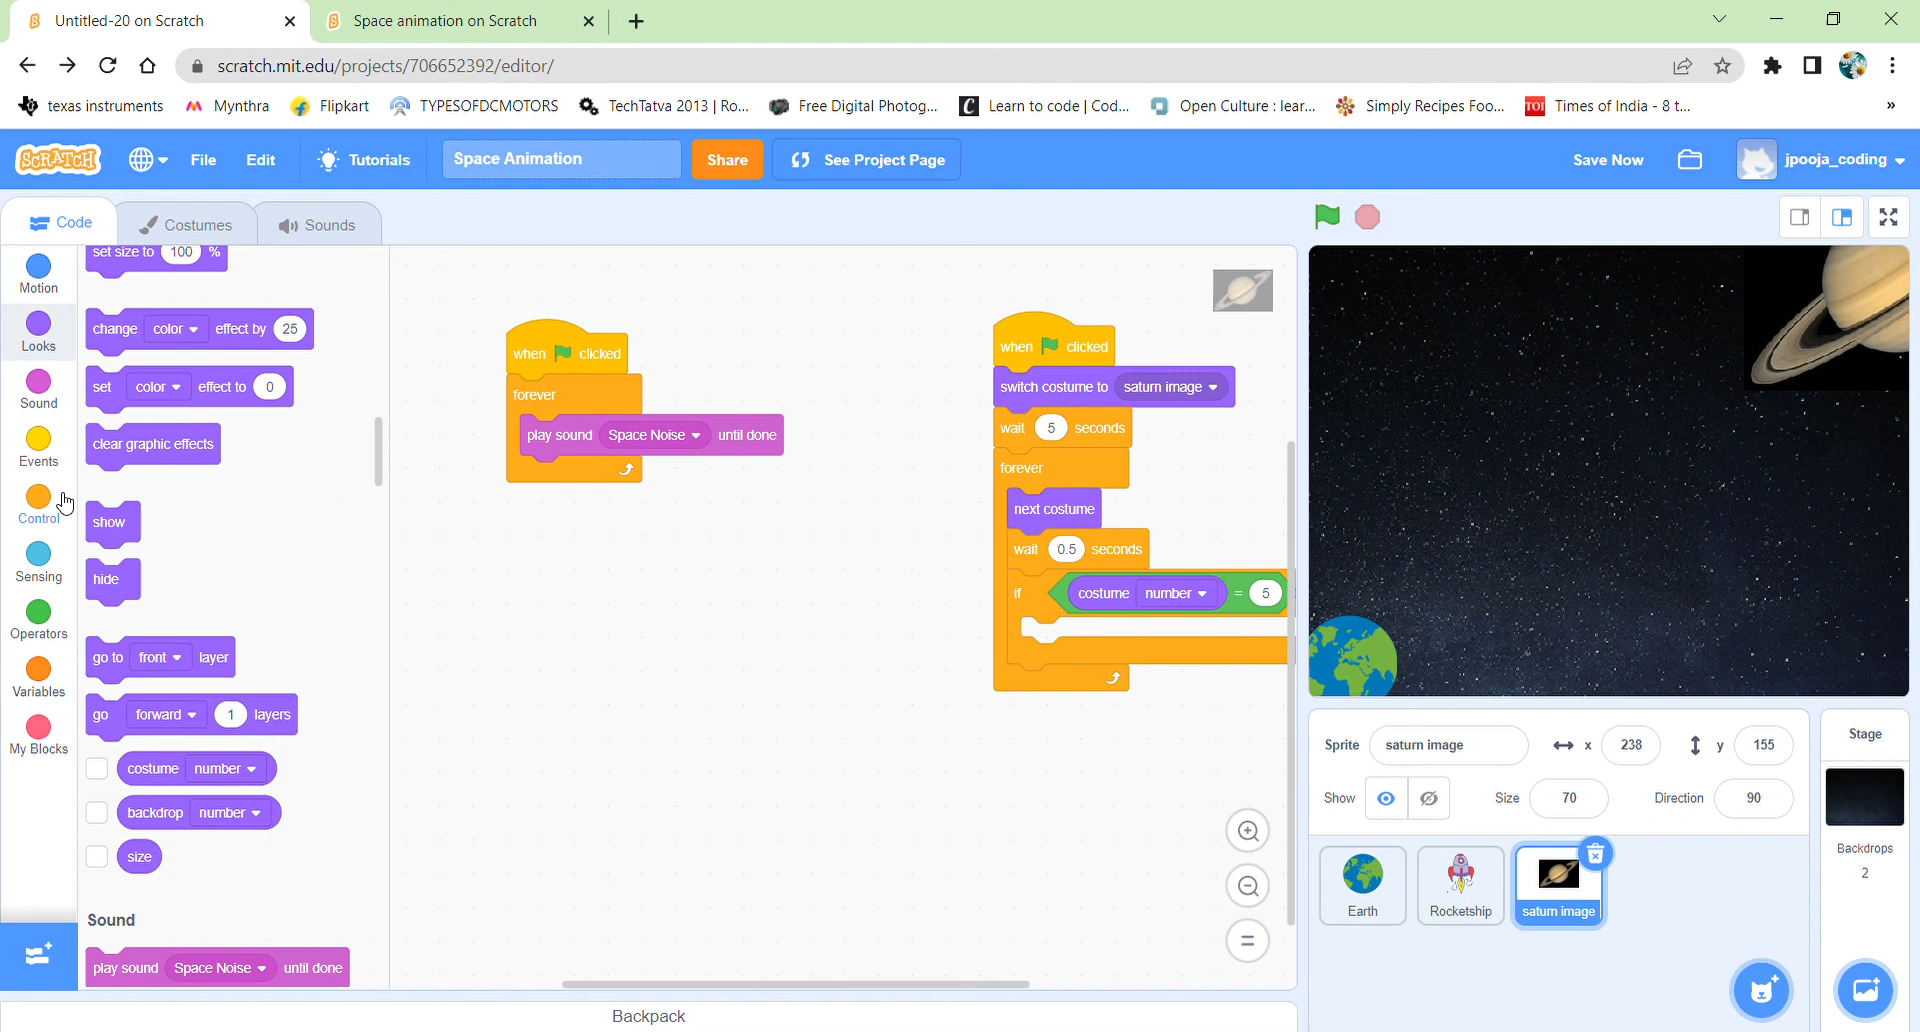 Untitled-20 on Scratch
Space animation on Scratch
scratch.mit.edu/projects/706652392/editor/
texas instruments
Mynthra
Flipkart
TYPESOFDCMOTORS
TechTatva 2013 | Ro...
Free Digital Photog...
Learn to code | Cod...
Open Culture : lear...
Simply Recipes Foo...
TOI Times of India - 8 t...
SCRATCH
File
Edit
Tutorials
Space Animation
Share
See Project Page
Save Now
jpooja_coding
Code
Costumes
Sounds
Motion
Looks
Sound
Events
Control
Sensing
Operators
Variables
My Blocks
set size to 100 %
change color effect by 25
set color effect to 0
clear graphic effects
show
hide
go to front layer
go forward 1 layers
costume number
backdrop number
size
Sound
play sound Space Noise until done
when clicked
forever
play sound Space Noise until done
when clicked
switch costume to saturn image
wait 5 seconds
forever
next costume
wait 0.5 seconds
if costume number = 5
Sprite saturn image x 238 y 155
Show Size 70 Direction 90
Earth
Rocketship
saturn image
Stage
Backdrops
2
Backpack